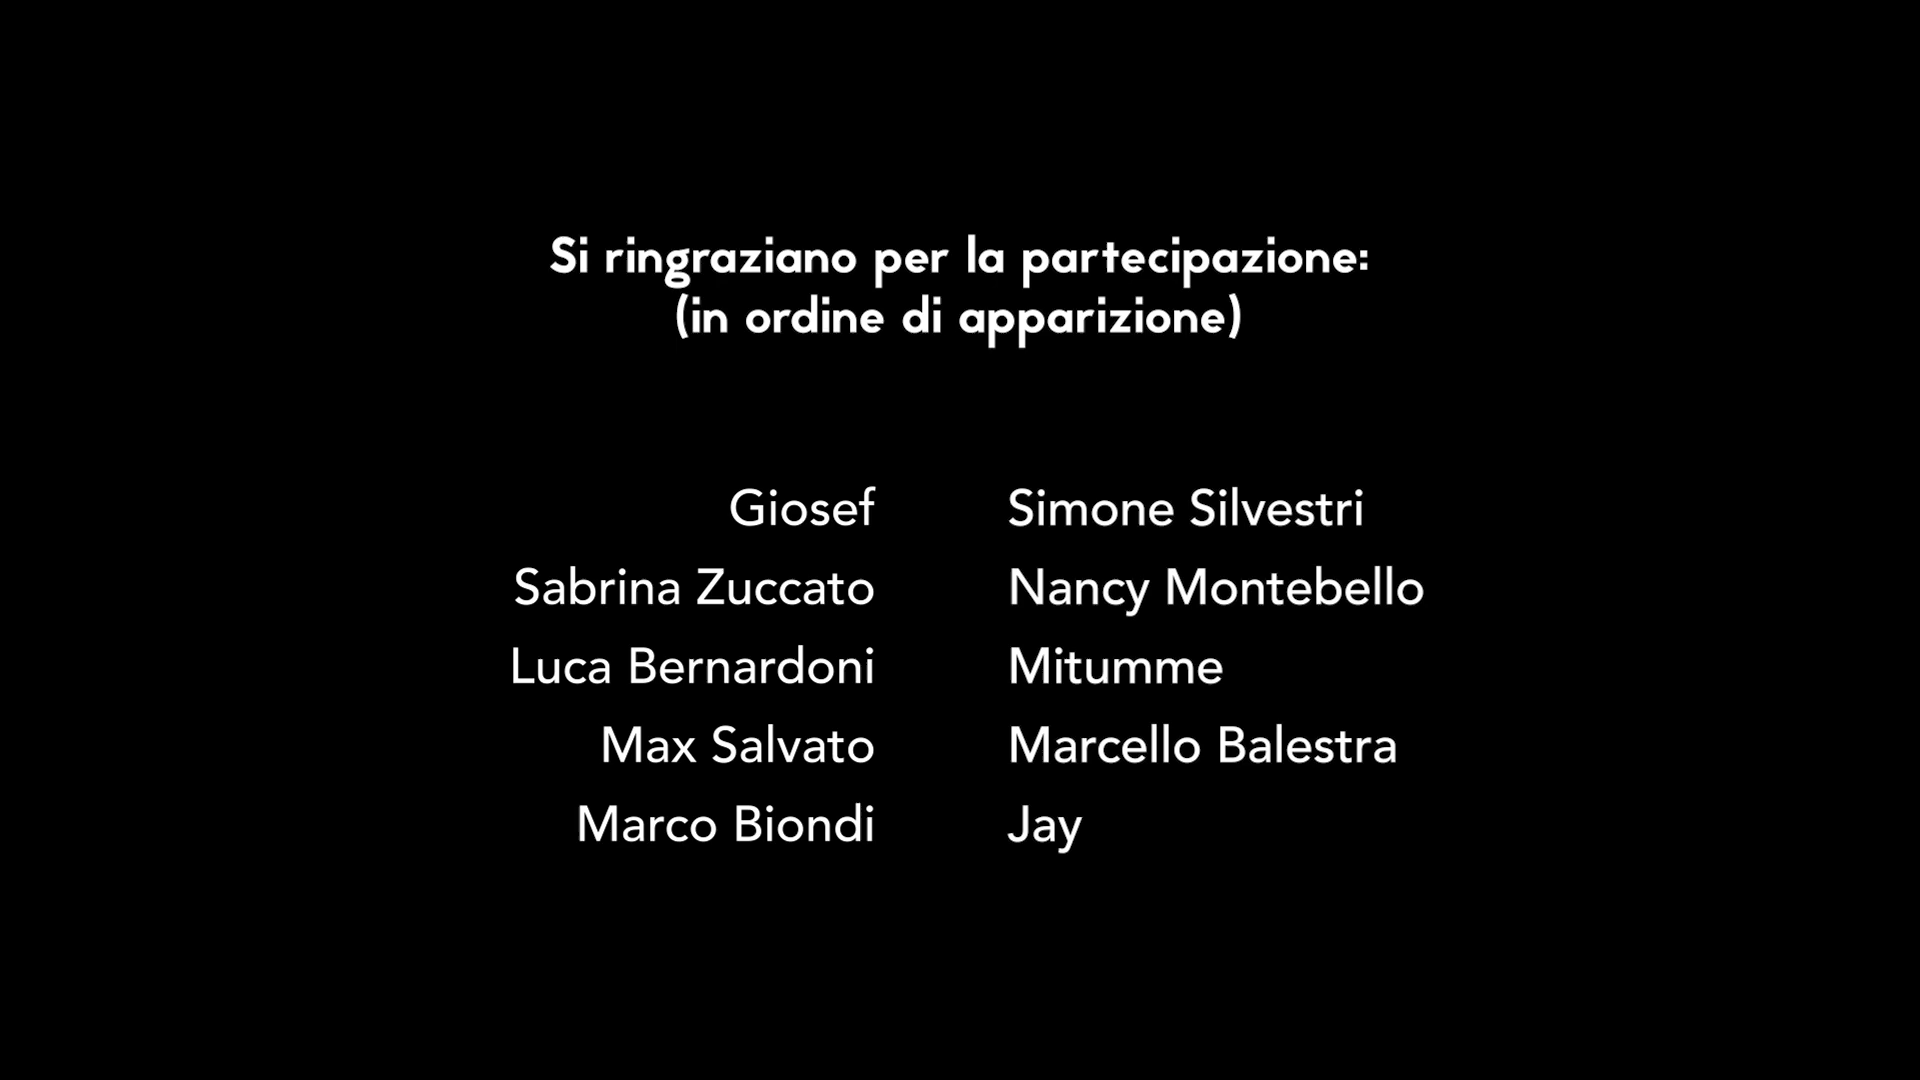 Si ringraziano per la partecipazione:
(in ordine di apparizione)
Giosef
Sabrina Zuccato
Luca Bernardoni
Max Salvato
Marco Biondi
Simone Silvestri
Nancy Montebello
Mitumme
Marcello Balestra
Jay